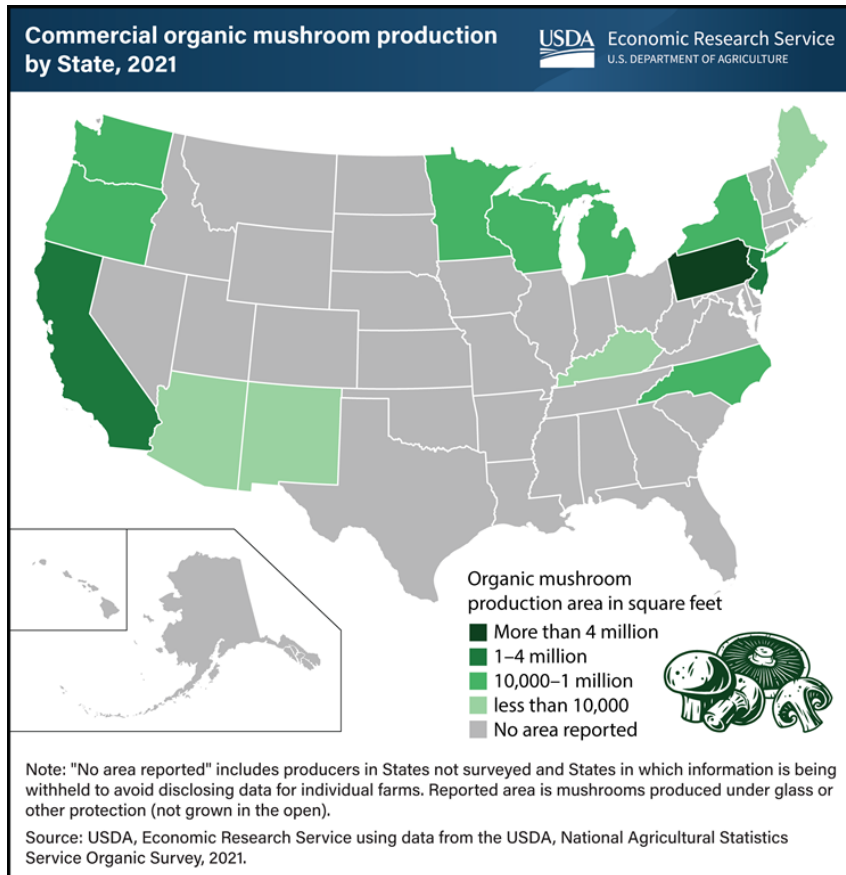 Commercial organic mushroom production
by State, 2021
USDA
Economic Research Service
U.S. DEPARTMENT OF AGRICULTURE
Organic mushroom
production area in square feet
More than 4 million
1–4 million
10,000–1 million
less than 10,000
No area reported
Note: "No area reported" includes producers in States not surveyed and States in which information is being
withheld to avoid disclosing data for individual farms. Reported area is mushrooms produced under glass or
other protection (not grown in the open).
Source: USDA, Economic Research Service using data from the USDA, National Agricultural Statistics
Service Organic Survey, 2021.